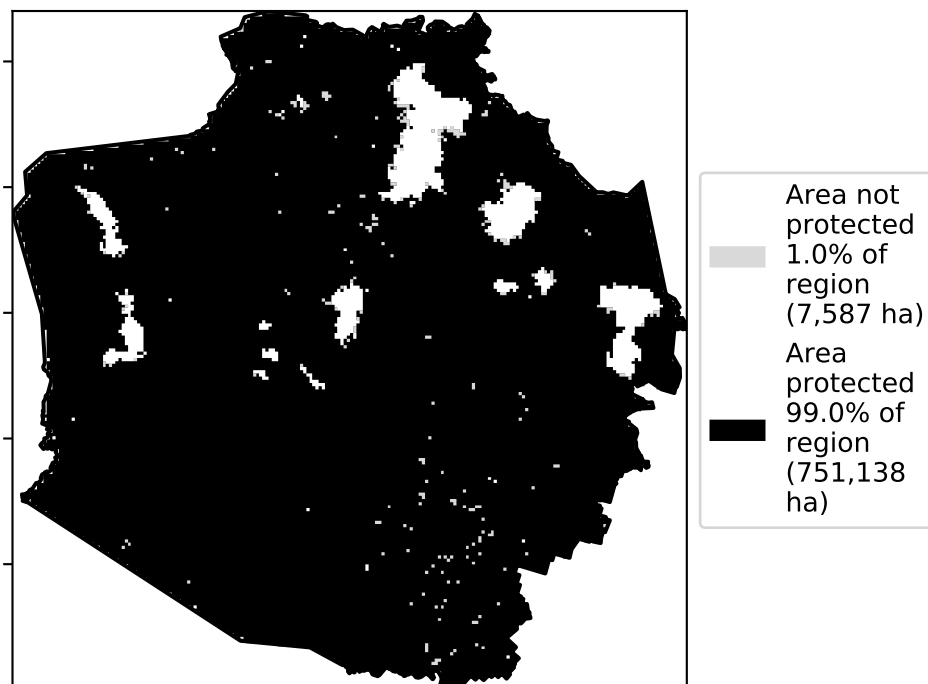 Area not
protected
1.0% of
region
(7,587 ha)
Area
protected
99.0% of
region
(751,138
ha)